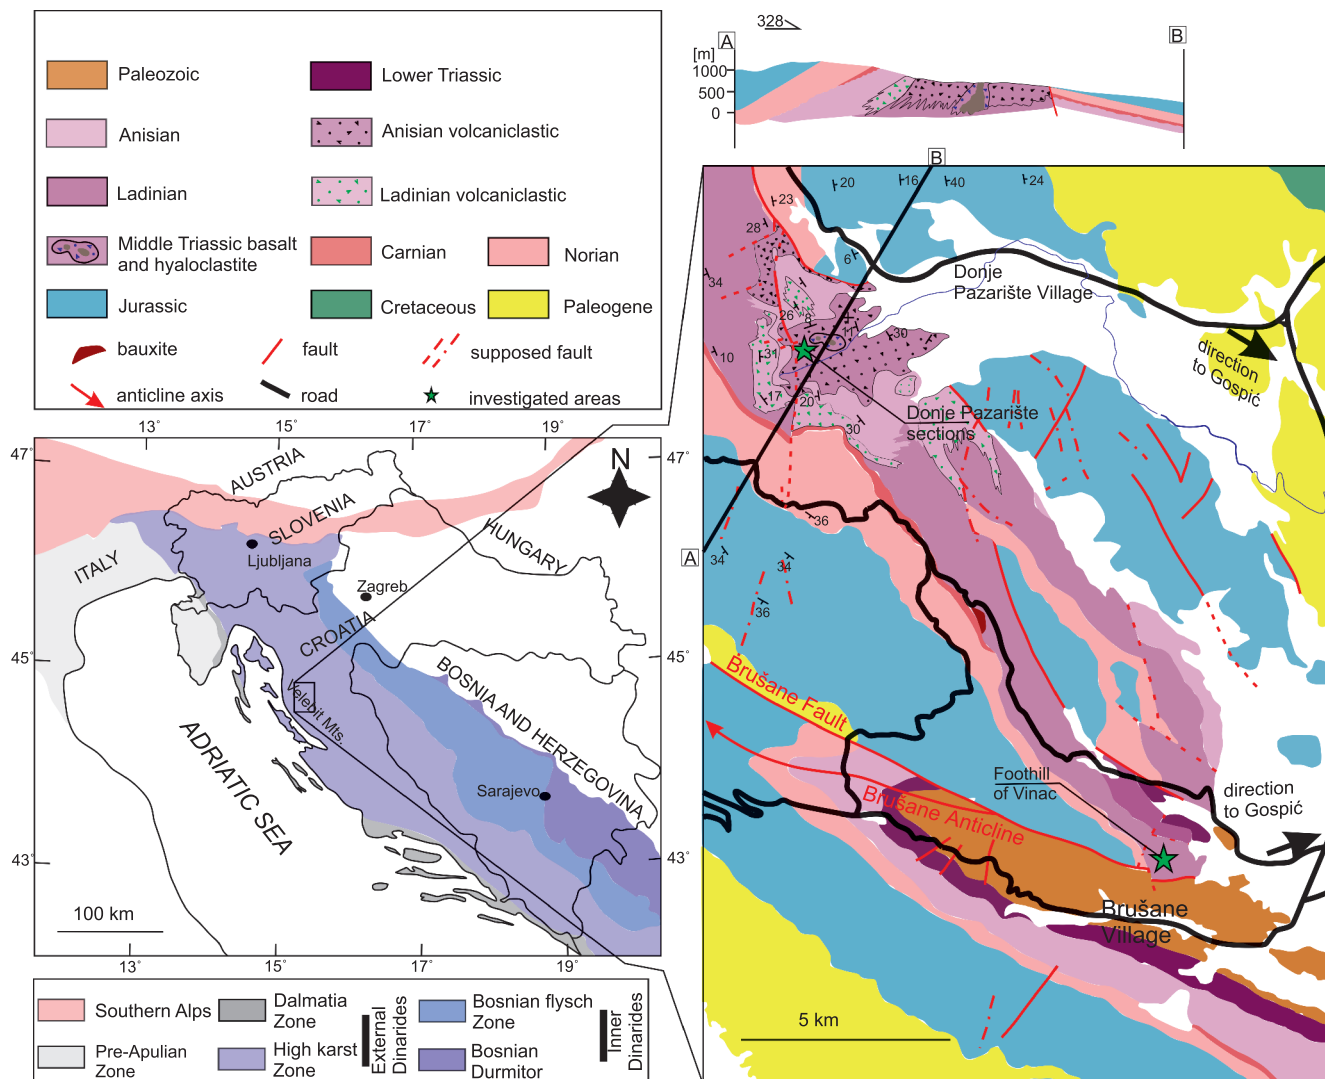 Paleozoic
Lower Triassic
Anisian
Anisian volcaniclastic
Ladinian
Ladinian volcaniclastic
Middle Triassic basalt
and hyaloclastite
Carnian
Norian
Jurassic
Cretaceous
Paleogene
bauxite
fault
supposed fault
anticline axis
road
investigated areas
328
A
B
[m]
1000
500
0
13°
15°
17°
19°
47°
47°
45°
45°
43°
43°
13°
15°
17°
19°
N
AUSTRIA
SLOVENIA
Ljubljana
HUNGARY
ITALY
Zagreb
CROATIA
BOSNIA AND HERZEGOVINA
Velebit Mts.
ADRIATIC SEA
Sarajevo
100 km
Southern Alps
Dalmatia
Zone
External
Dinarides
Bosnian flysch
Zone
Inner
Dinarides
Pre-Apulian
Zone
High karst
Zone
Bosnian
Durmitor
B
20
16
40
24
23
28
6
34
Donje
Pazarište Village
26
8
17
30
10
31
direction
to Gospić
17
20
30
Donje Pazarište
sections
36
A
34
34
36
Brušane Fault
Foothill
of Vinac
direction
to Gospić
Brušane Anticline
Brušane
Village
5 km